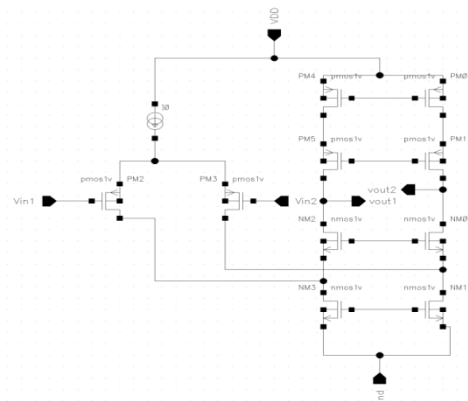 VDD
PM4 pmos1v pmos1v PM0
I0
PM5 pmos1v pmos1v PM1
pmos1v PM2 PM3 pmos1v
vout2
Vin1 Vin2 vout1
NM2 nmos1v nmos1v NM0
NM3 nmos1v nmos1v NM1